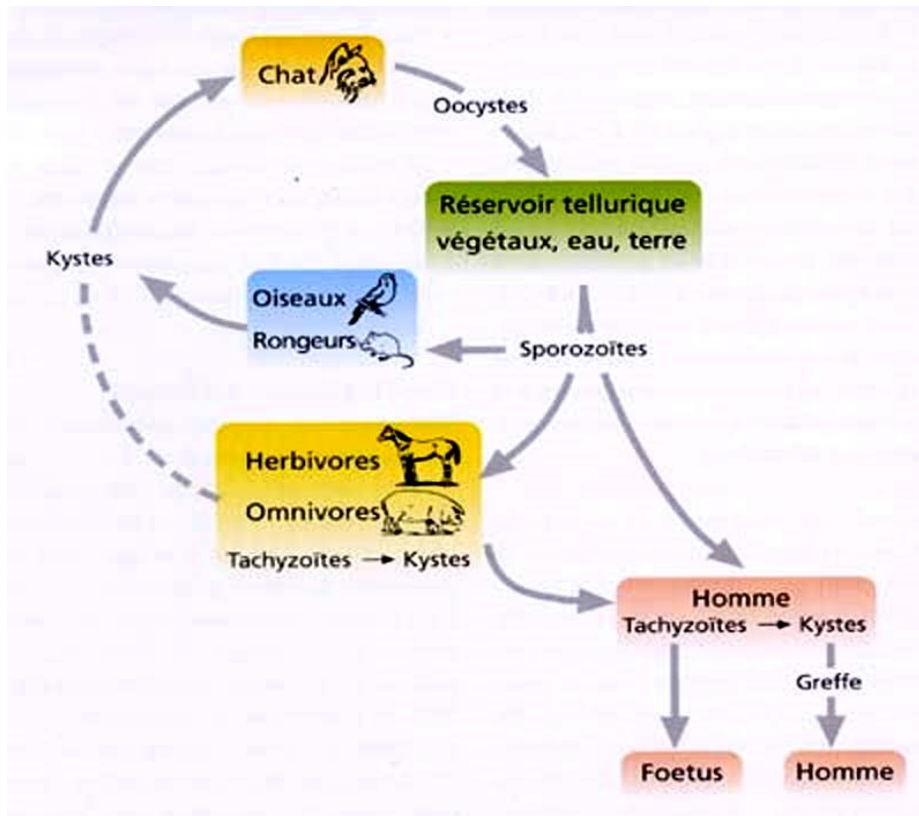 Chat
Oocystes
Réservoir tellurique
végétaux, eau, terre
Kystes
Oiseaux
Rongeurs
Sporozoïtes
Herbivores
Omnivores
Tachyzoïtes → Kystes
Homme
Tachyzoïtes → Kystes
Greffe
Foetus
Homme